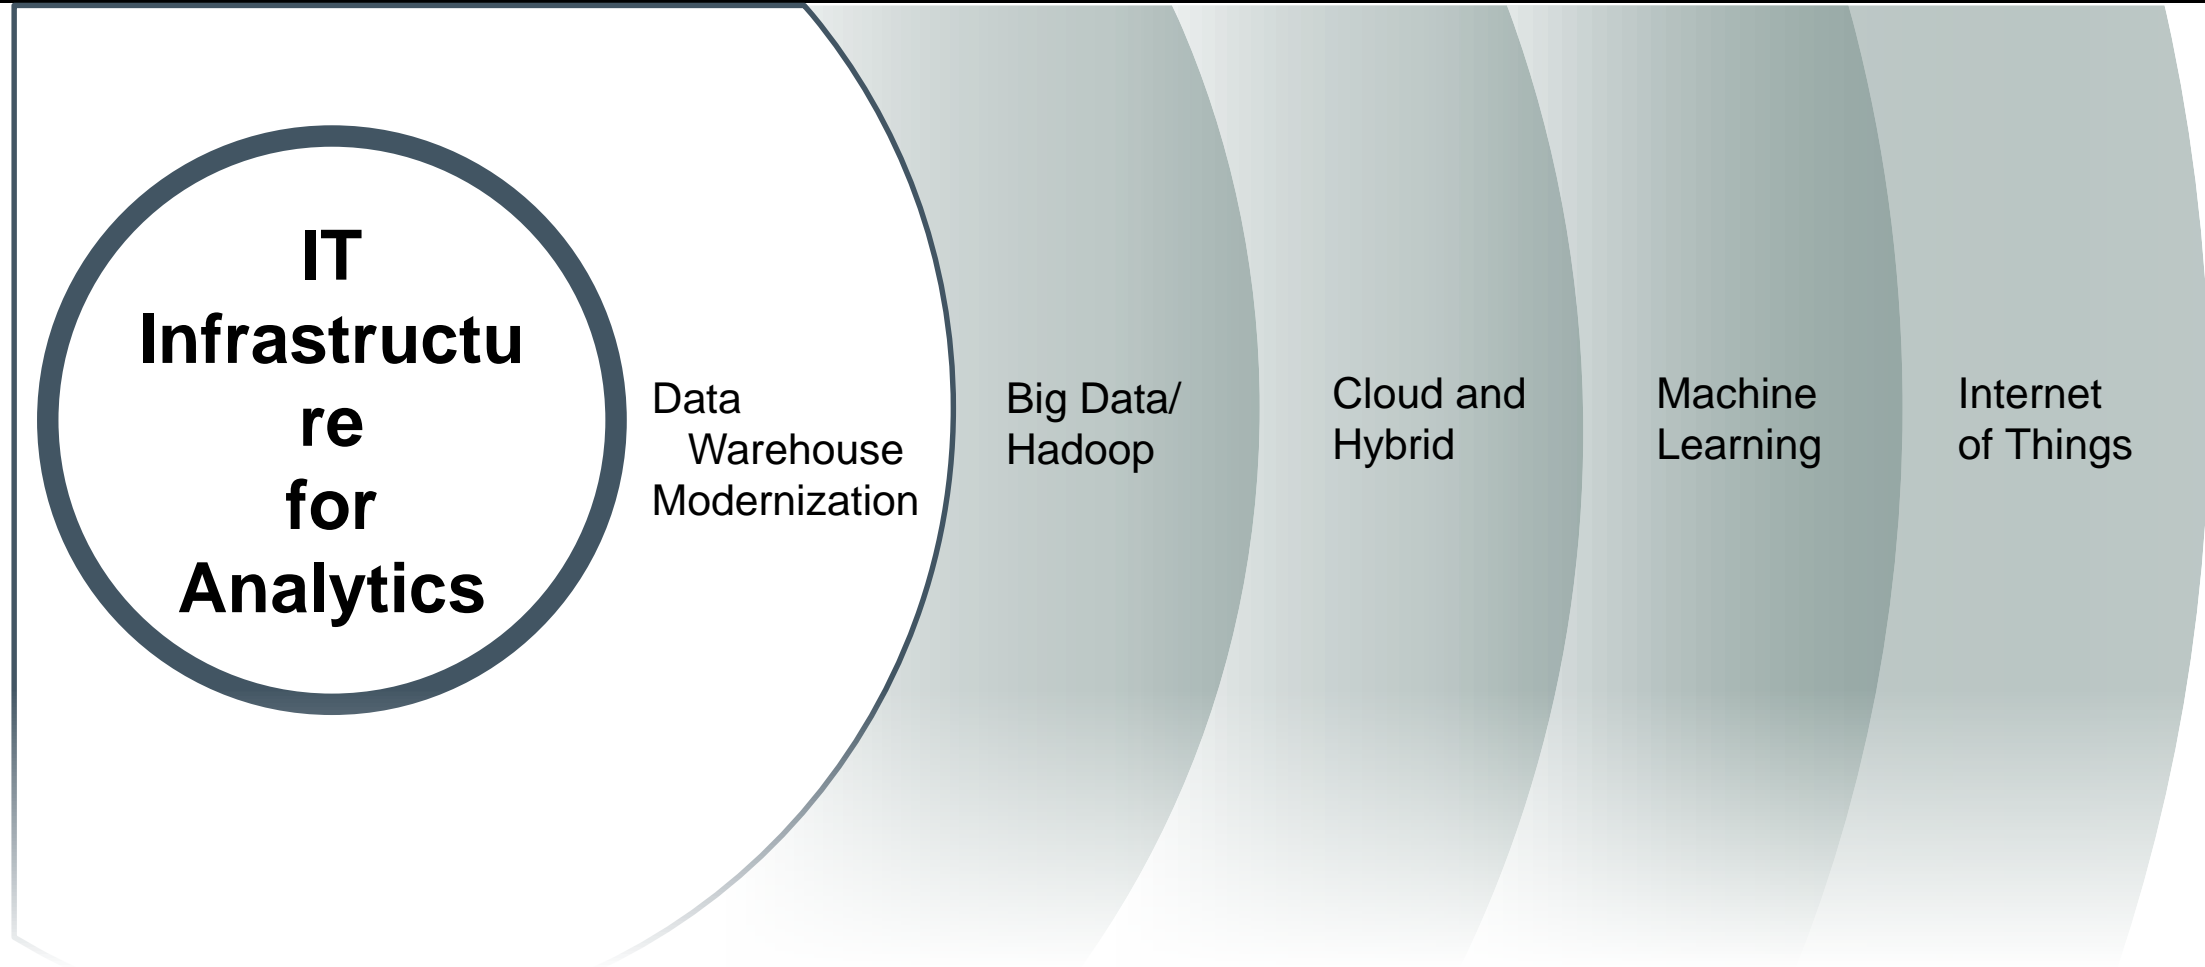 IT
Infrastructu
re
for
Analytics
Data
Warehouse
Modernization
Big Data/
Hadoop
Cloud and
Hybrid
Machine
Learning
Internet
of Things